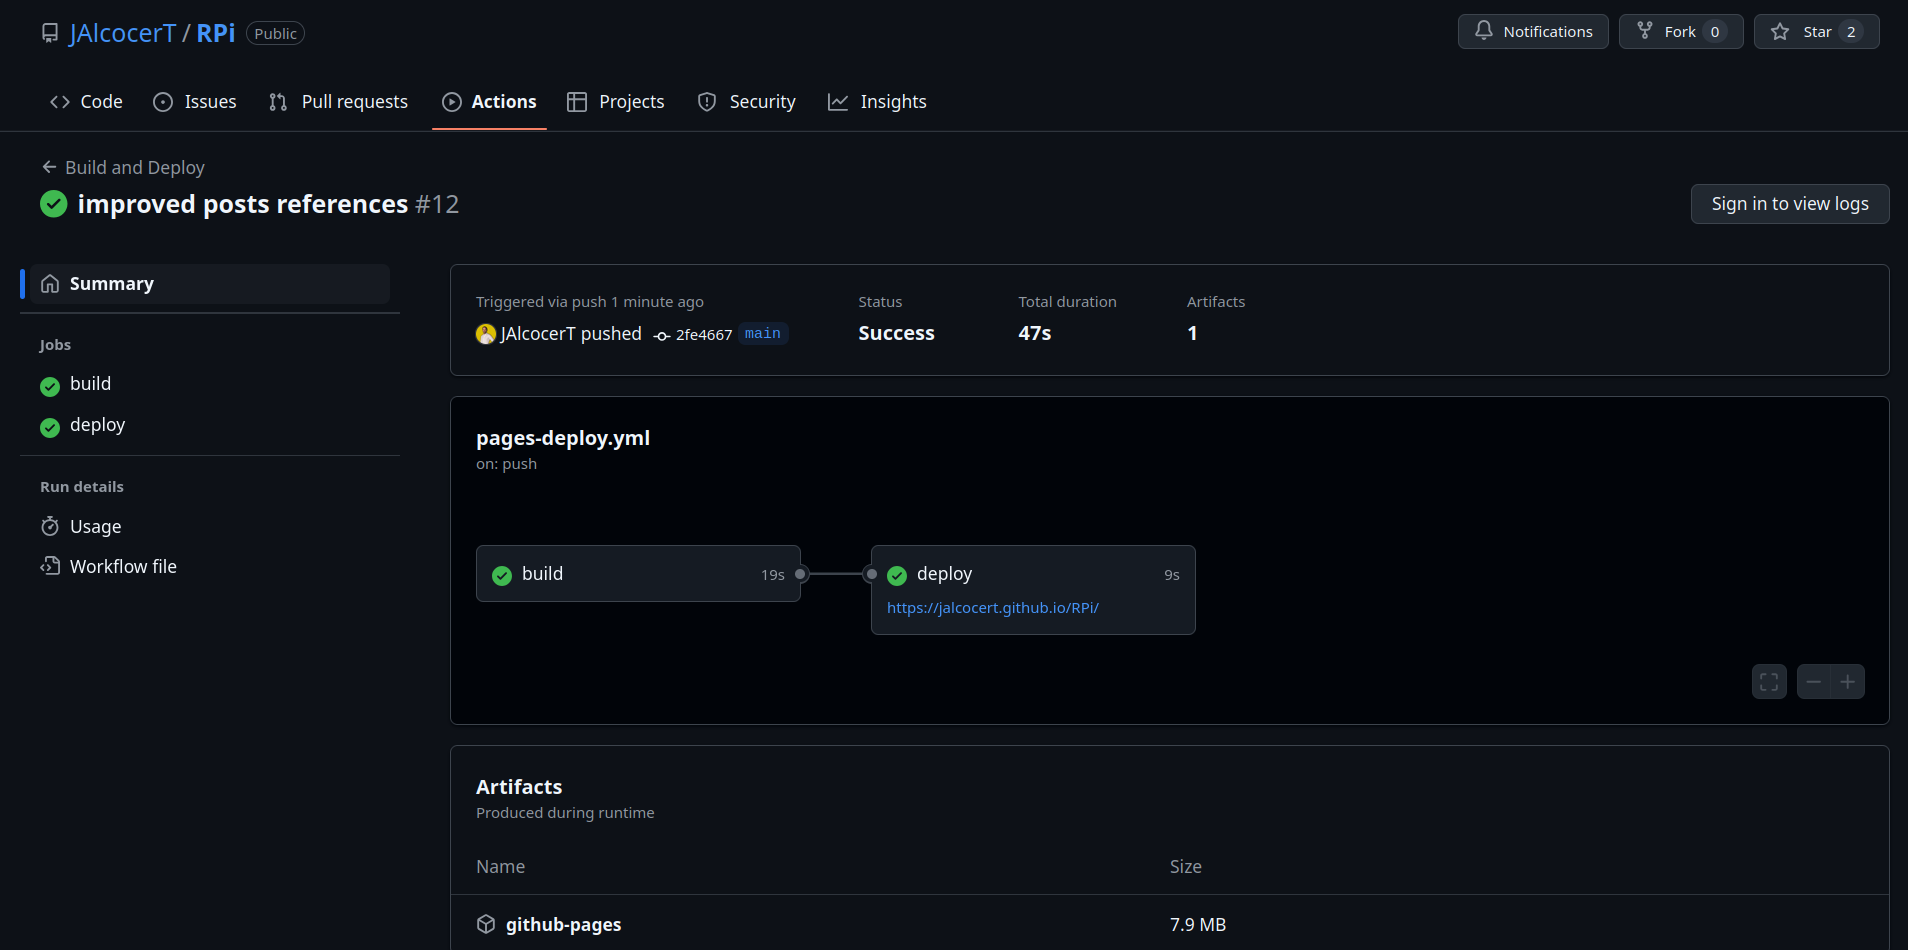 JAlcocerT / RPi Public
Notifications Fork 0 Star 2
Code Issues Pull requests Actions Projects Security Insights
Build and Deploy
improved posts references #12
Sign in to view logs
Summary
Jobs
build
deploy
Run details
Usage
Workflow file
Triggered via push 1 minute ago Status Total duration Artifacts
JAlcocerT pushed 2fe4667 main Success 47s 1
pages-deploy.yml
on: push
build 19s
deploy 9s
https://jalcocert.github.io/RPi/
Artifacts
Produced during runtime
Name Size
github-pages 7.9 MB